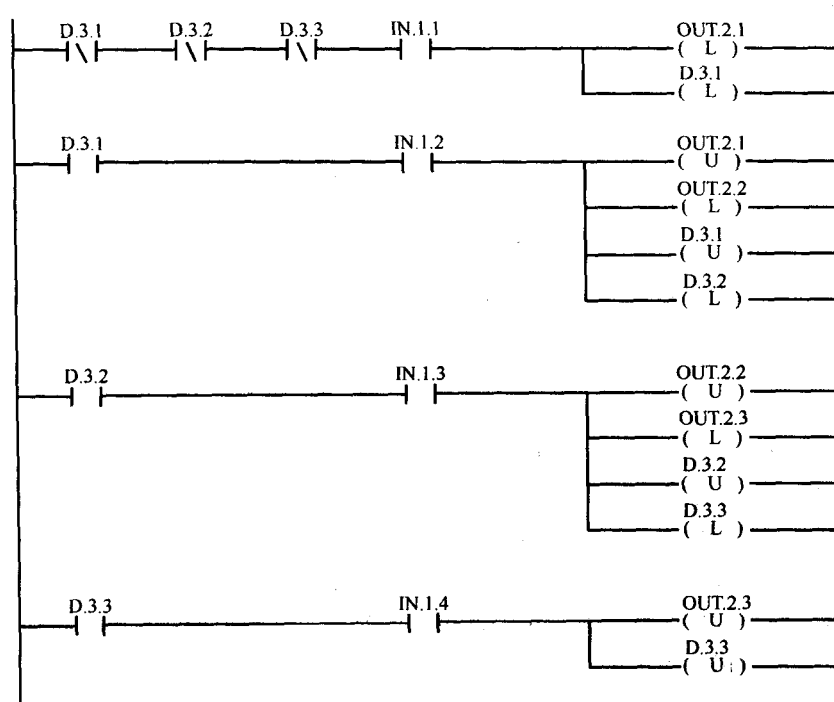 D.3.1 D.3.2 D.3.3 IN.1.1 OUT.2.1
( L )
D.3.1
( L )
D.3.1 IN.1.2 OUT.2.1
( U )
OUT.2.2
( L )
D.3.1
( U )
D.3.2
( L )
D.3.2 IN.1.3 OUT.2.2
( U )
OUT.2.3
( L )
D.3.2
( U )
D.3.3
( L )
D.3.3 IN.1.4 OUT.2.3
( U )
D.3.3
( U )